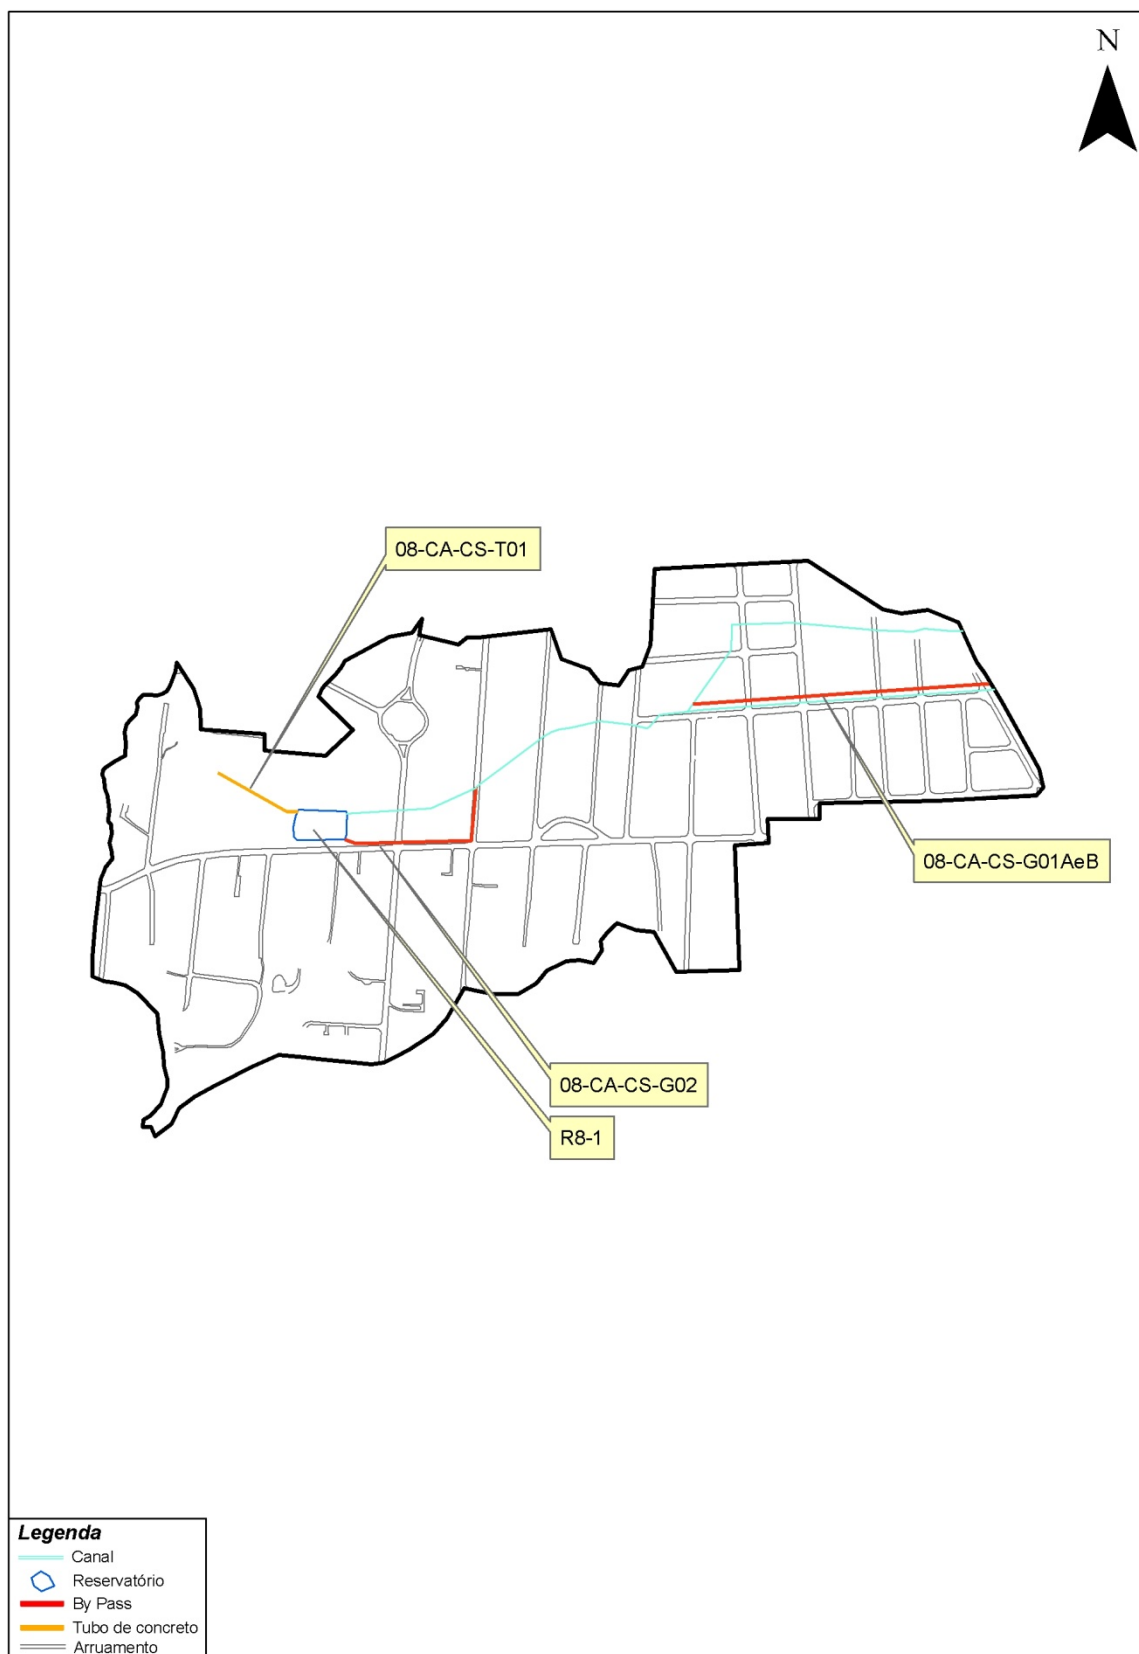 N
08-CA-CS-T01
08-CA-CS-G01AeB
08-CA-CS-G02
R8-1
Legenda
Canal
Reservatório
By Pass
Tubo de concreto
Arruamento